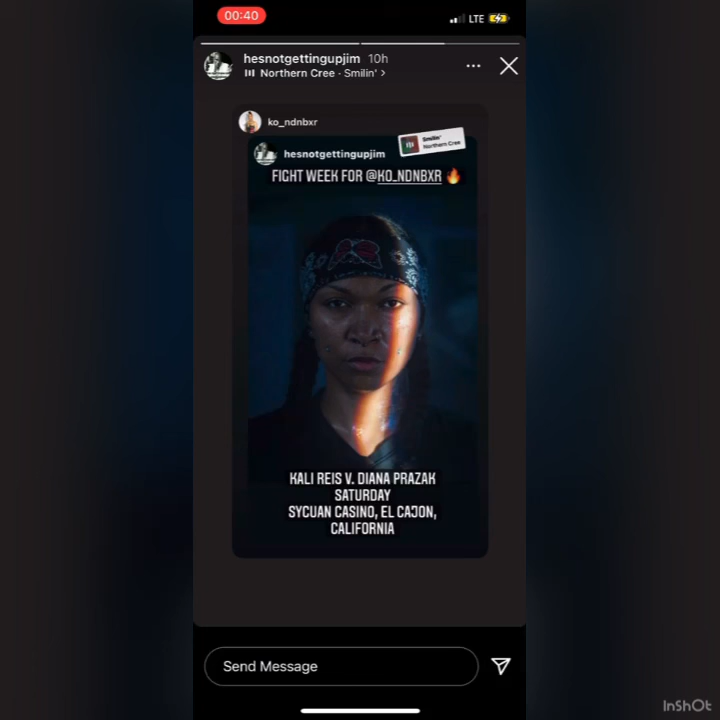 00:40
LTE
hesnotgettingupjim 10h
Northern Cree · Smilin' >
ko_ndnbxr
Smilin'
Northern Cree
hesnotgettingupjim
FIGHT WEEK FOR @KO_NDNBXR 🔥
KALI REIS V. DIANA PRAZAK
SATURDAY
SYCUAN CASINO, EL CAJON,
CALIFORNIA
Send Message
InShOt